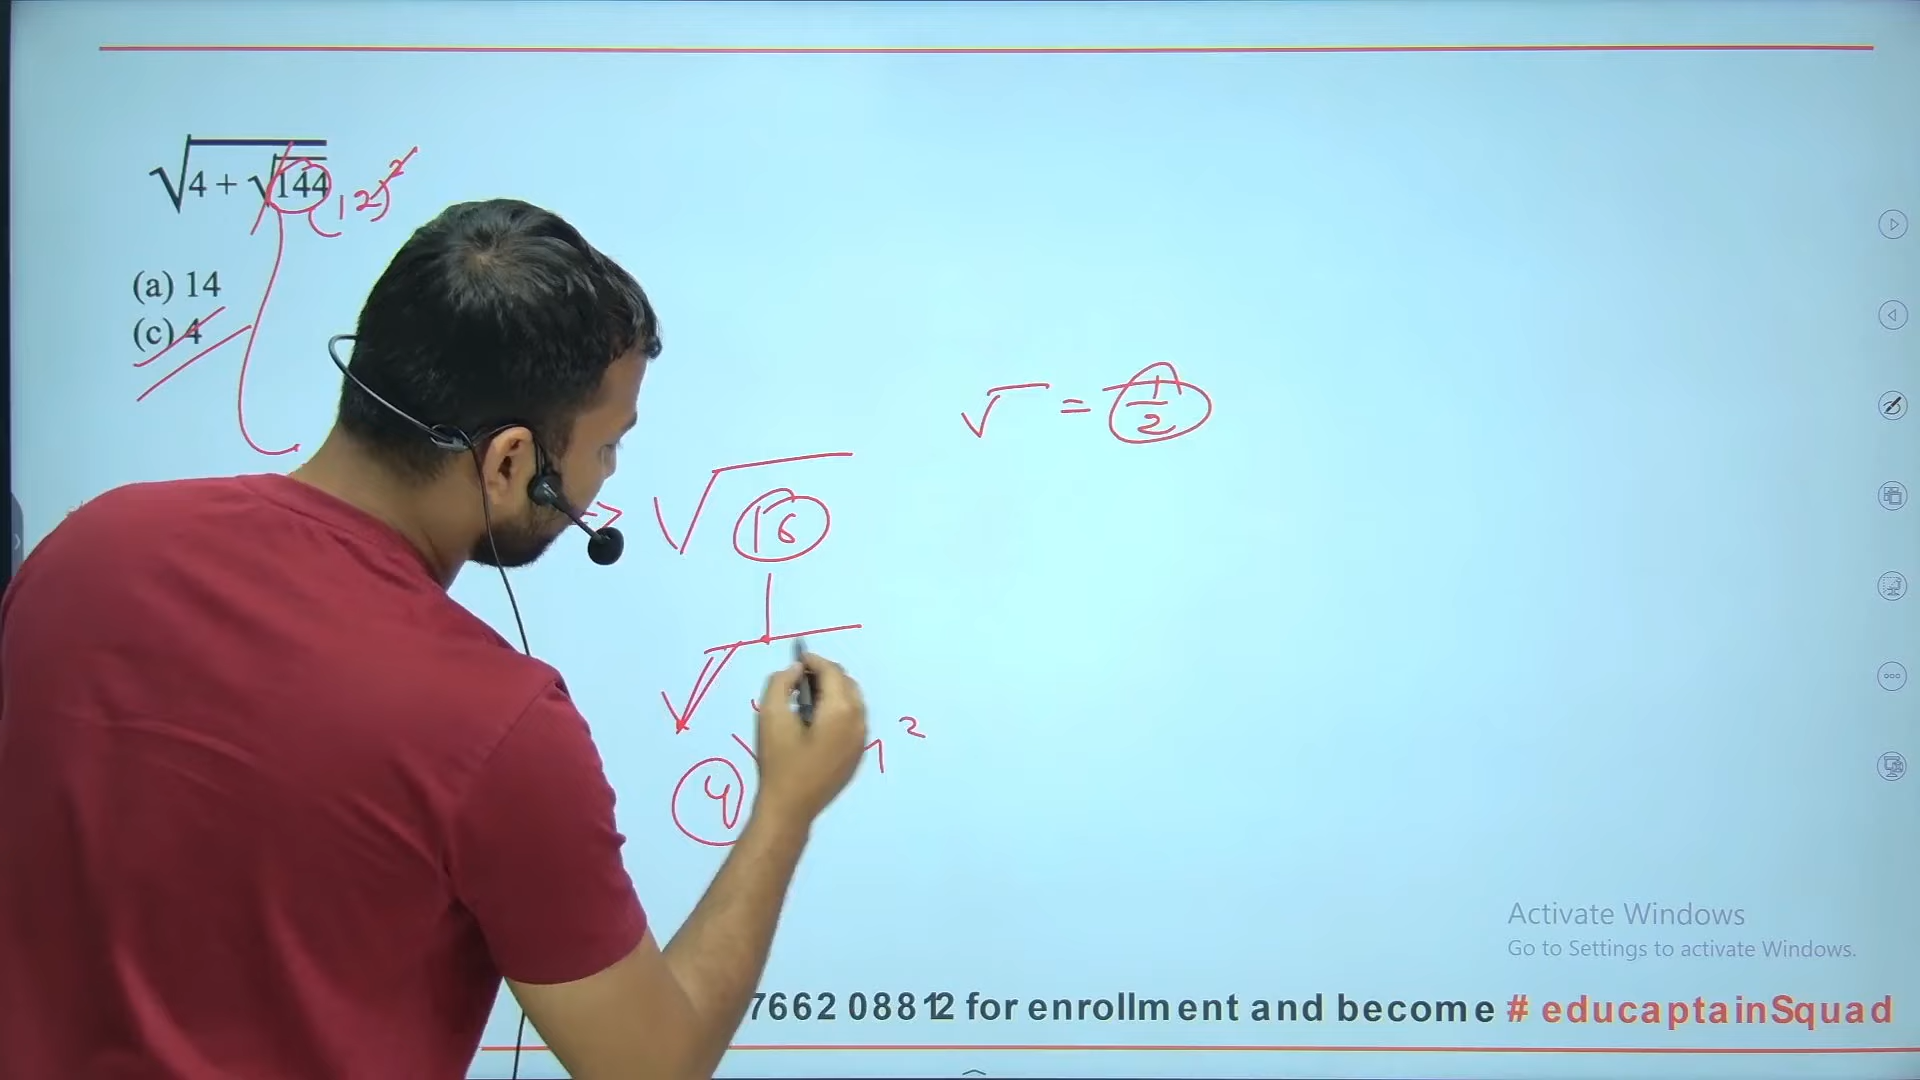 √4 + √144 (12)²
(a) 14
(c) 4
√ = 1/2
=> √16
4
4²
Activate Windows
Go to Settings to activate Windows.
7662 08812 for enrollment and become # educaptainSquad